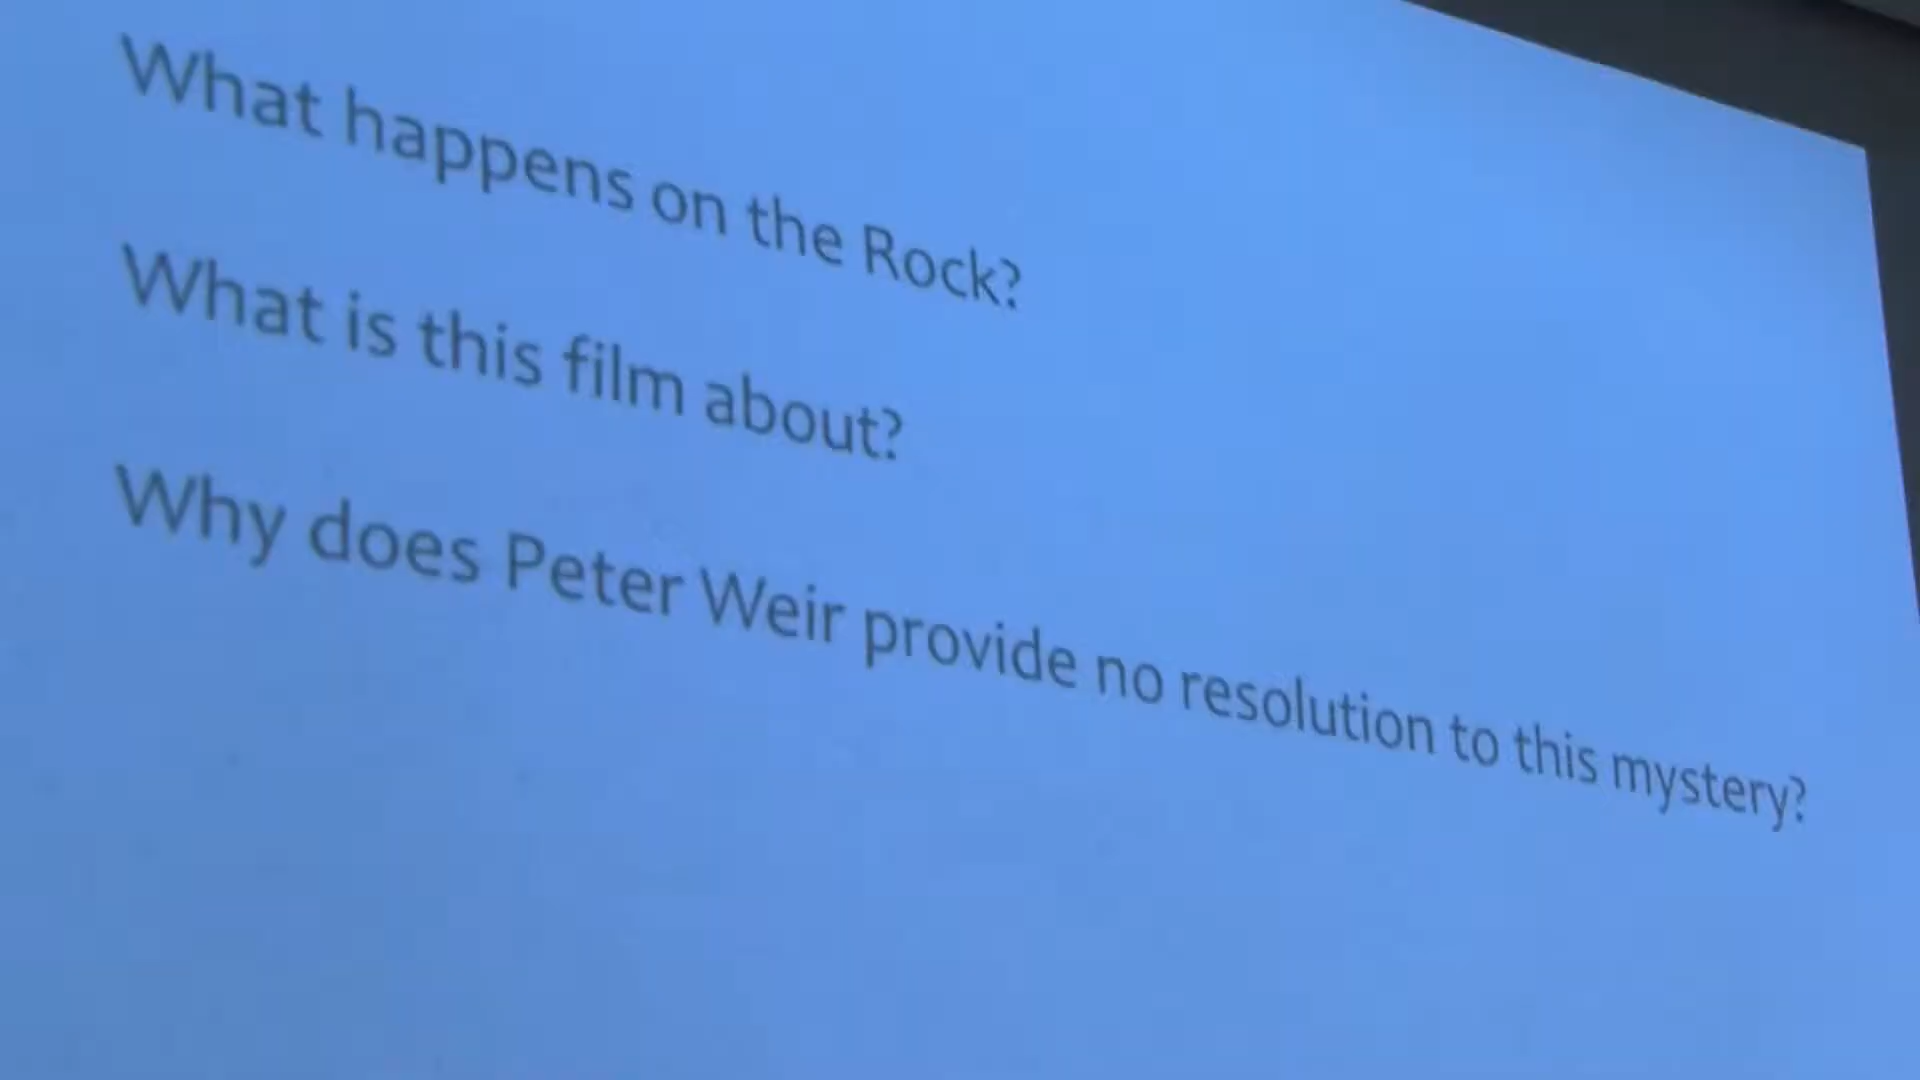 What happens on the Rock?
What is this film about?
Why does Peter Weir provide no resolution to this mystery?